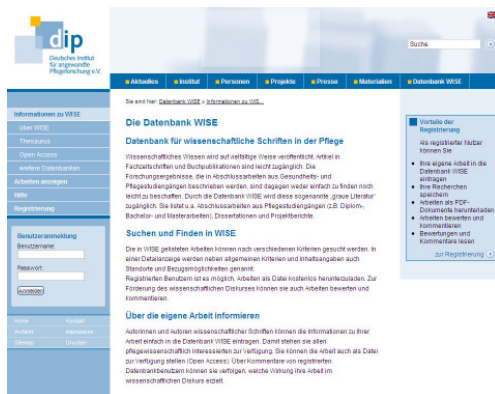 dip
Deutsches Institut
für angewandte
Pflegeforschung e.V.
Suche
Aktuelles Institut Personen Projekte Presse Materialien Datenbank WISE
Sie sind hier: Datenbank WISE » Informationen zu WIS...
Informationen zu WISE
über WISE
Thesaurus
Open Access
weitere Datenbanken
Arbeiten anzeigen
Hilfe
Registrierung
Benutzeranmeldung
Benutzername:
Passwort:
Anmelden
Home Kontakt
Anfahrt Impressum
Sitemap Drucken
Die Datenbank WISE
Datenbank für wissenschaftliche Schriften in der Pflege
Wissenschaftliches Wissen wird auf vielfältige Weise veröffentlicht. Artikel in
Fachzeitschriften und Buchpublikationen sind leicht zugänglich. Die
Forschungsergebnisse, die in Abschlussarbeiten aus Gesundheits- und
Pflegestudiengängen beschrieben werden, sind dagegen weder einfach zu finden noch
leicht zu beschaffen. Durch die Datenbank WISE wird diese sogenannte „graue Literatur“
zugänglich. Sie listet u.a. Abschlussarbeiten aus Pflegestudiengängen (z.B. Diplom-,
Bachelor- und Masterarbeiten), Dissertationen und Projektberichte.
Suchen und Finden in WISE
Die in WISE gelisteten Arbeiten können nach verschiedenen Kriterien gesucht werden. In
einer Detailanzeige werden neben allgemeinen Kriterien und Inhaltsangaben auch
Standorte und Bezugsmöglichkeiten genannt.
Registrierten Benutzern ist es möglich, Arbeiten als Datei kostenlos herunterzuladen. Zur
Förderung des wissenschaftlichen Diskurses können sie auch Arbeiten bewerten und
kommentieren.
Über die eigene Arbeit informieren
Autorinnen und Autoren wissenschaftlicher Schriften können die Informationen zu ihrer
Arbeit einfach in die Datenbank WISE eintragen. Damit stehen sie allen
pflegewissenschaftlich Interessierten zur Verfügung. Sie können die Arbeit auch als Datei
zur Verfügung stellen (Open Access). Über Kommentare von registrierten
Datenbankbenutzern können sie verfolgen, welche Wirkung ihre Arbeit im
wissenschaftlichen Diskurs erzielt.
Vorteile der
Registrierung
Als registrierter Nutzer
können Sie
Ihre eigene Arbeit in die
Datenbank WISE
eintragen
Ihre Recherchen
speichern
Arbeiten als PDF-
Dokumente herunterladen
Arbeiten bewerten und
kommentieren
Bewertungen und
Kommentare lesen
zur Registrierung